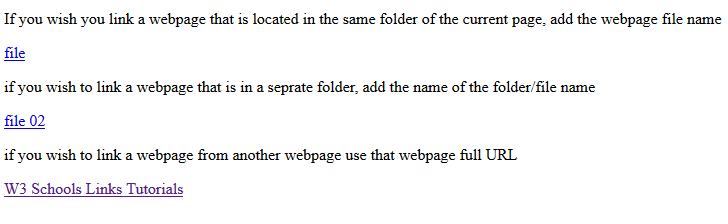 If you wish you link a webpage that is located in the same folder of the current page, add the webpage file name
file
if you wish to link a webpage that is in a seprate folder, add the name of the folder/file name
file 02
if you wish to link a webpage from another webpage use that webpage full URL
W3 Schools Links Tutorials